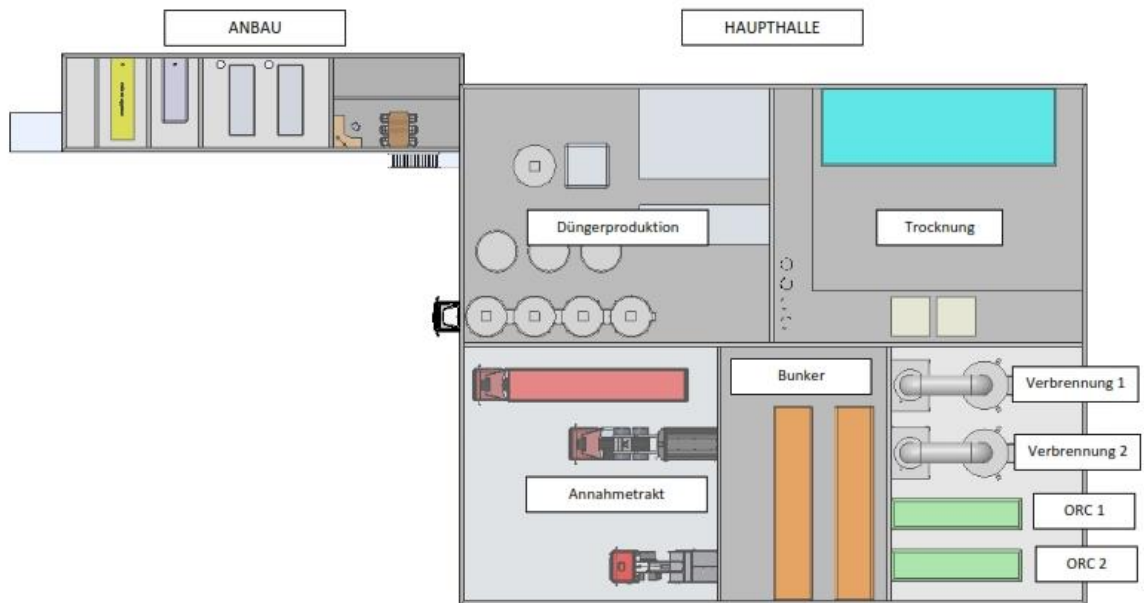 ANBAU
HAUPTHALLE
Düngerproduktion
Trocknung
Bunker
Verbrennung 1
Verbrennung 2
Annahmetrakt
ORC 1
ORC 2